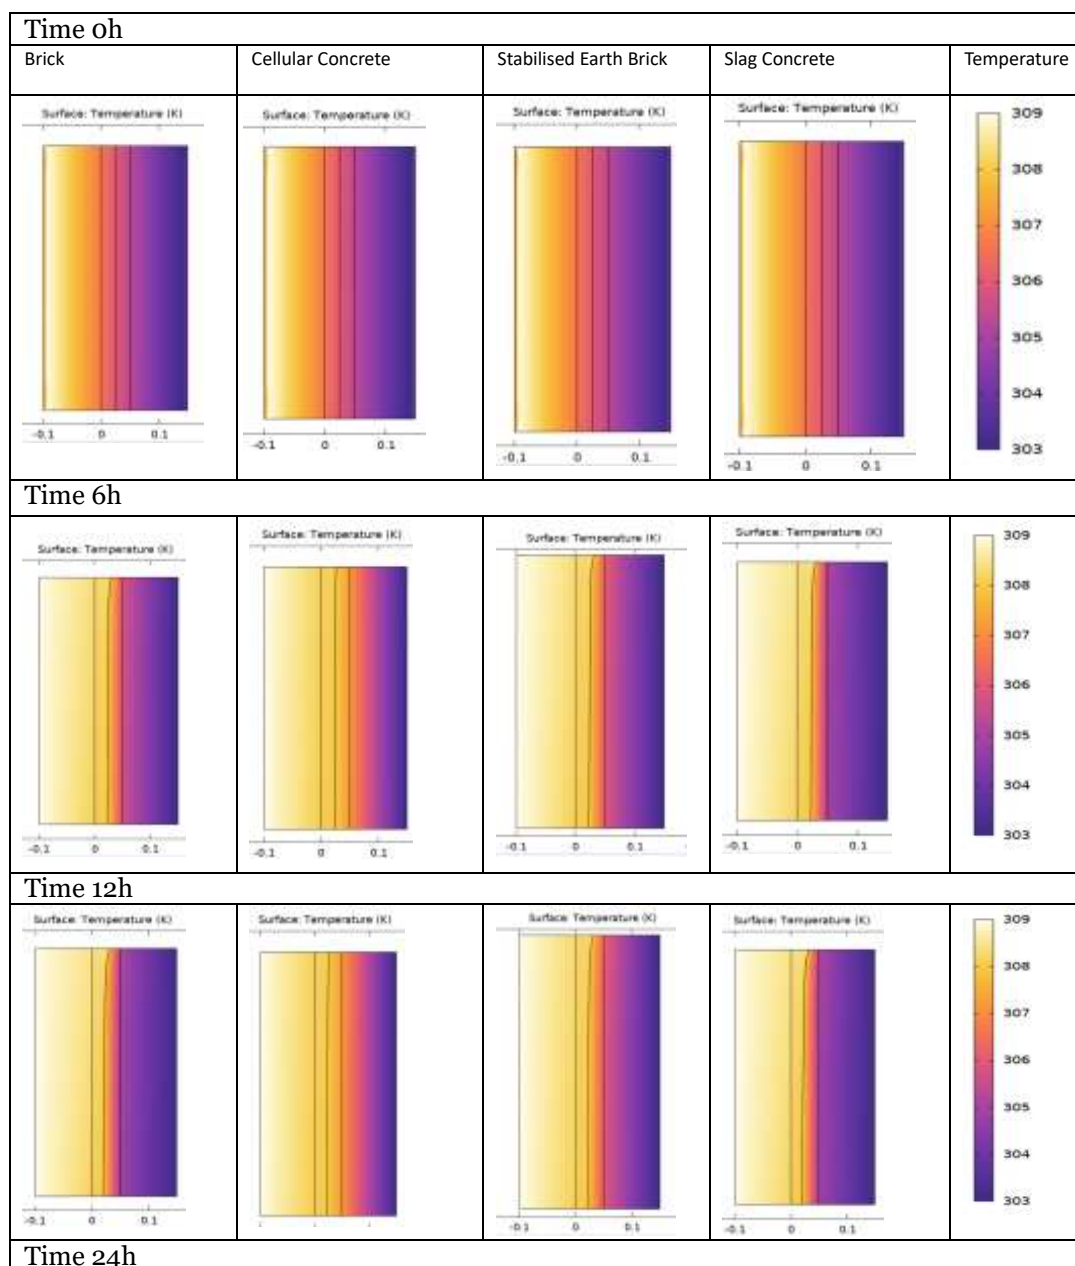 Time 0h
Brick Cellular Concrete Stabilised Earth Brick Slag Concrete Temperature
Surface: Temperature (K) Surface: Temperature (K) Surface: Temperature (K) Surface: Temperature (K)
309
308
307
306
305
304
303
-0.1 0 0.1 -0.1 0 0.1 -0.1 0 0.1 -0.1 0 0.1
Time 6h
Surface: Temperature (K) Surface: Temperature (K) Surface: Temperature (K) Surface: Temperature (K)
309
308
307
306
305
304
303
-0.1 0 0.1 -0.1 0 0.1 -0.1 0 0.1 -0.1 0 0.1
Time 12h
Surface: Temperature (K) Surface: Temperature (K) Surface: Temperature (K) Surface: Temperature (K)
309
308
307
306
305
304
303
-0.1 0 0.1 -0.1 0 0.1 -0.1 0 0.1
Time 24h